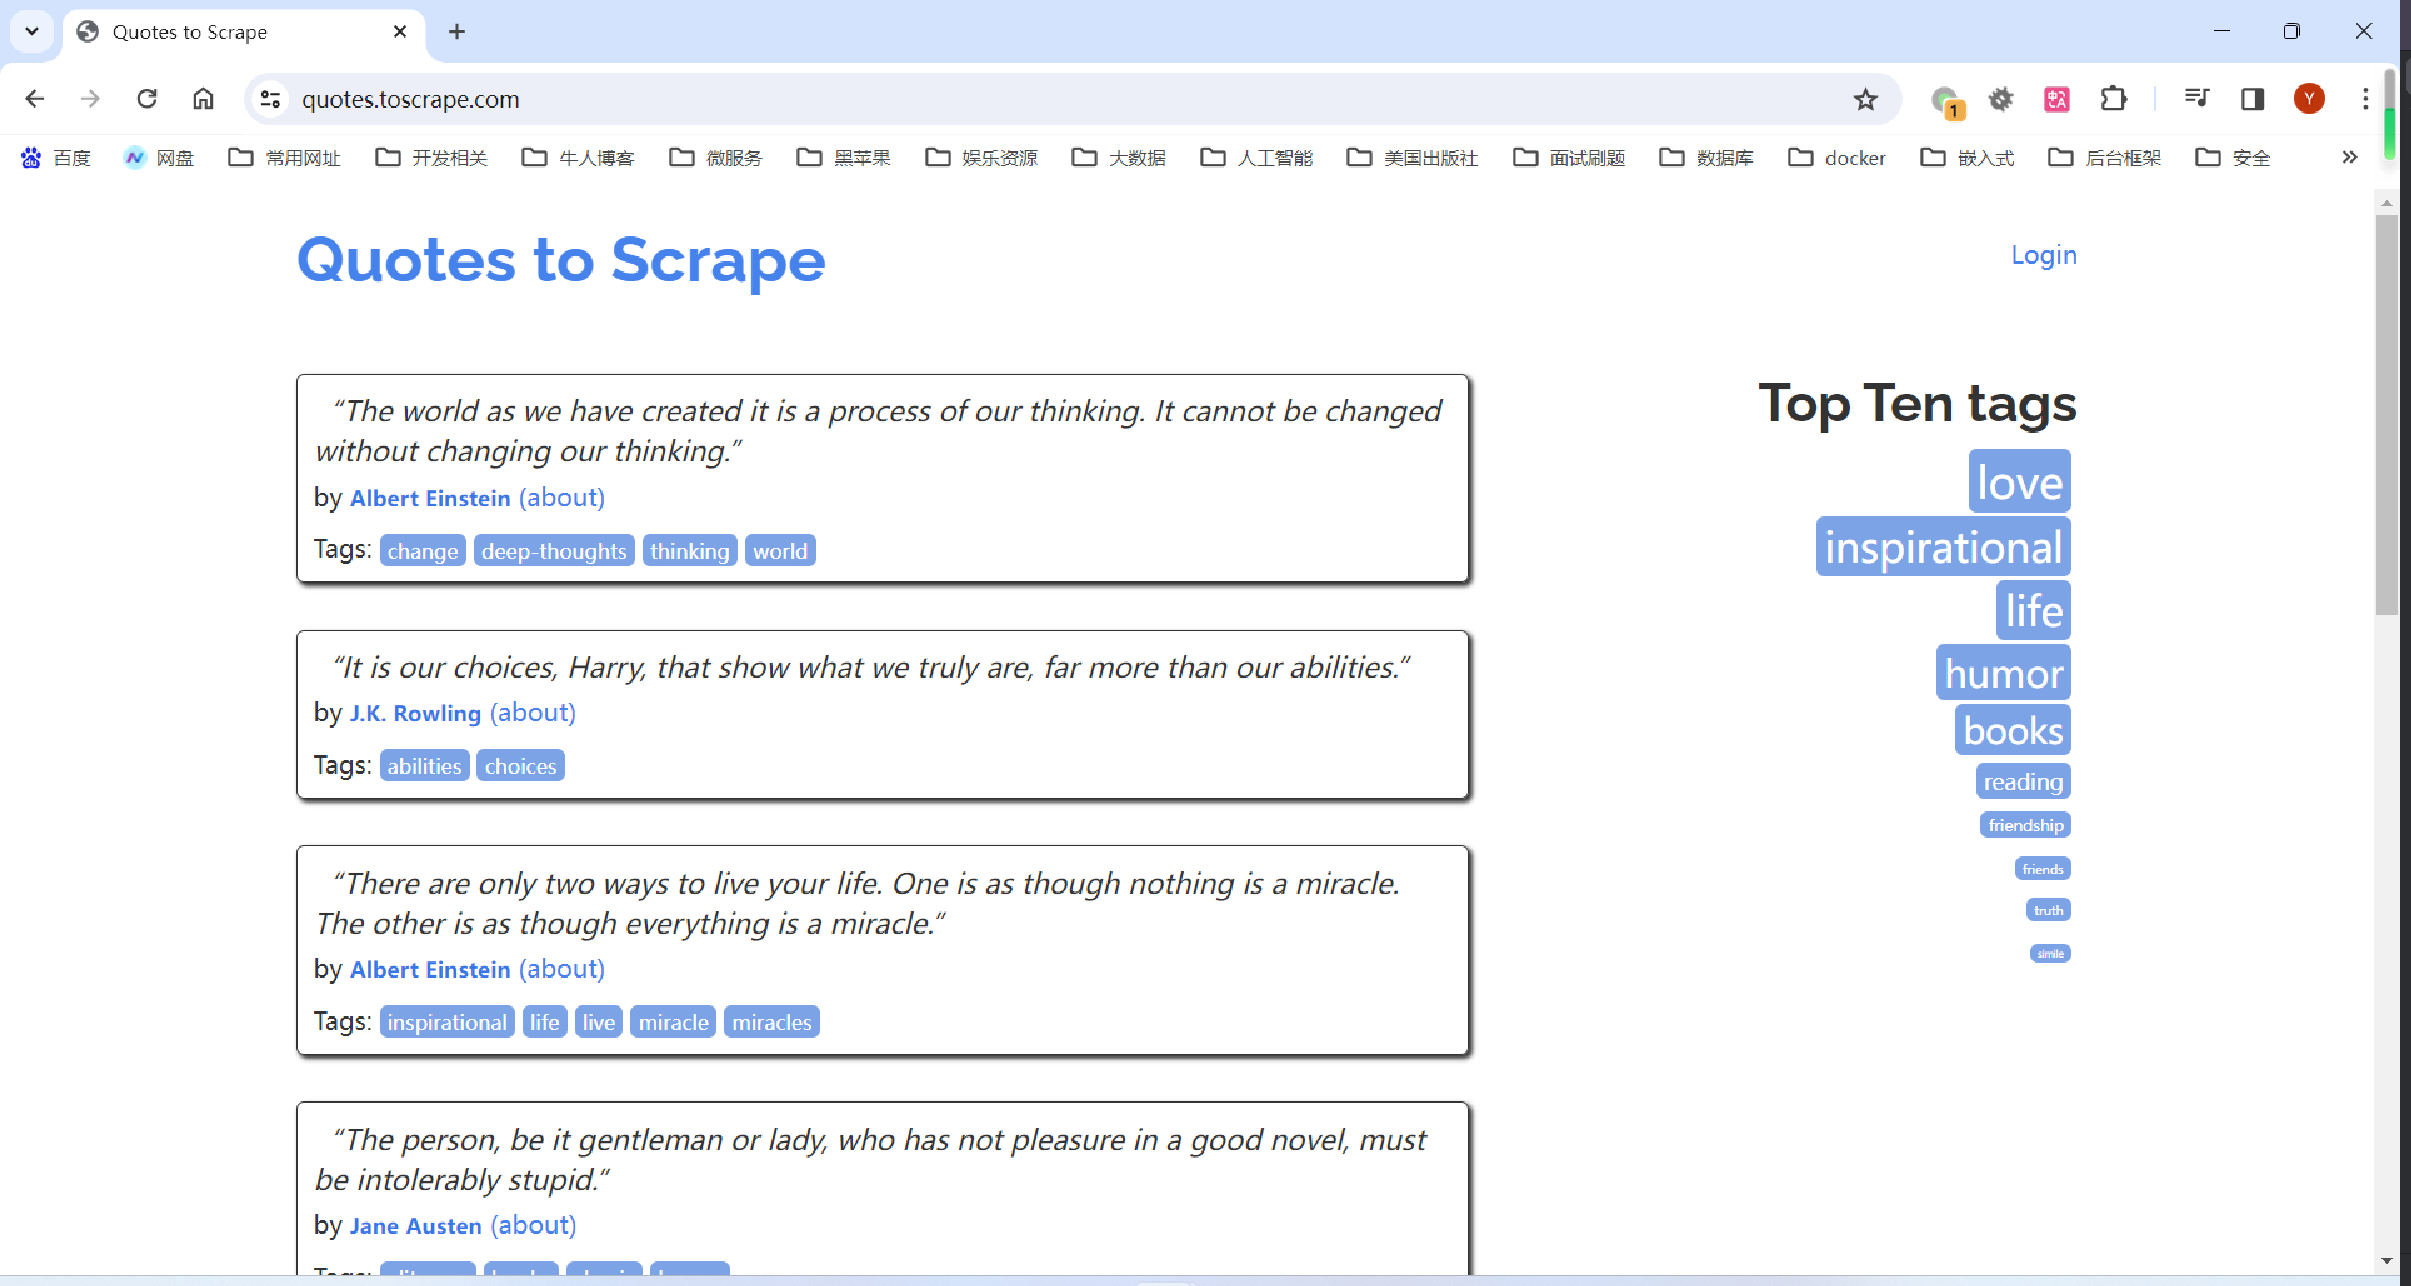 Quotes to Scrape
quotes.toscrape.com
1
Y
百度 网盘 常用网址 开发相关 牛人博客 微服务 黑苹果 娱乐资源 大数据 人工智能 美国出版社 面试刷题 数据库 docker 嵌入式 后台框架 安全
Quotes to Scrape
Login
“The world as we have created it is a process of our thinking. It cannot be changed
without changing our thinking.”
by Albert Einstein (about)
Tags: change deep-thoughts thinking world
“It is our choices, Harry, that show what we truly are, far more than our abilities.”
by J.K. Rowling (about)
Tags: abilities choices
“There are only two ways to live your life. One is as though nothing is a miracle.
The other is as though everything is a miracle.”
by Albert Einstein (about)
Tags: inspirational life live miracle miracles
“The person, be it gentleman or lady, who has not pleasure in a good novel, must
be intolerably stupid.”
by Jane Austen (about)
Tags:
Top Ten tags
love
inspirational
life
humor
books
reading
friendship
friends
truth
simile